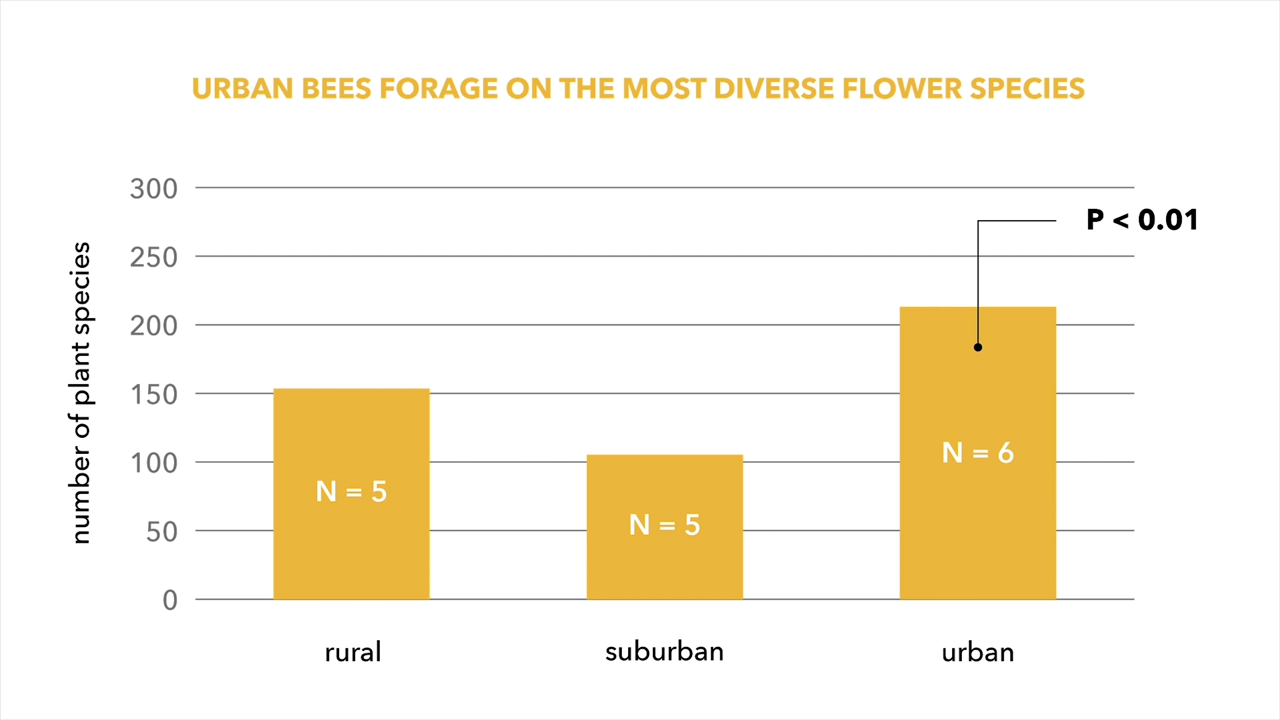 URBAN BEES FORAGE ON THE MOST DIVERSE FLOWER SPECIES
number of plant species
300
250
200
150
100
50
0
P < 0.01
N = 5
N = 5
N = 6
rural
suburban
urban